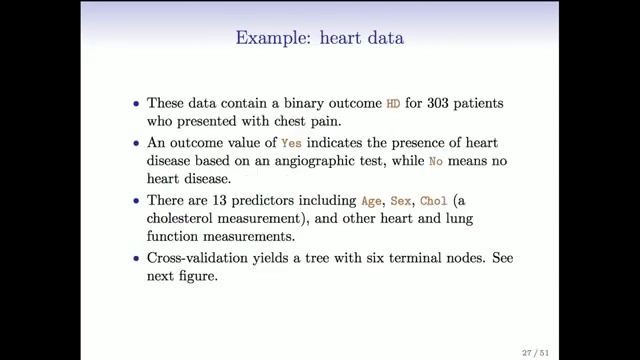 Example: heart data
• These data contain a binary outcome HD for 303 patients
who presented with chest pain.
• An outcome value of Yes indicates the presence of heart
disease based on an angiographic test, while No means no
heart disease.
• There are 13 predictors including Age, Sex, Chol (a
cholesterol measurement), and other heart and lung
function measurements.
• Cross-validation yields a tree with six terminal nodes. See
next figure.
27 / 51